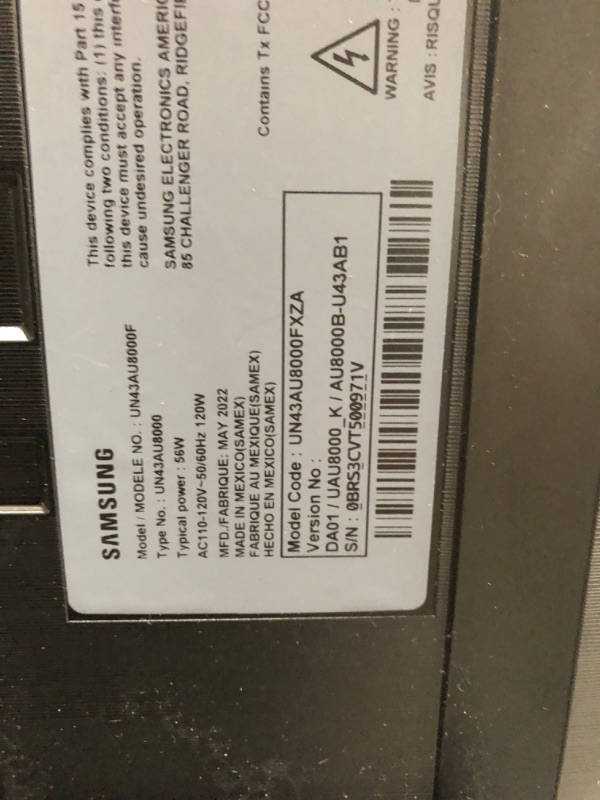 SAMSUNG
Model / MODELE NO. : UN43AU8000F
Type No. : UN43AU8000
Typical power : 56W
AC110-120V~50/60Hz 120W
MFD./FABRIQUE: MAY 2022
MADE IN MEXICO(SAMEX)
FABRIQUE AU MEXIQUE(SAMEX)
HECHO EN MEXICO(SAMEX)
Model Code : UN43AU8000FXZA
Version No :
DA01 / UAU8000_K / AU8000B-U43AB1
S/N : 0BRS3CVT500971V
This device complies with Part 15
following two conditions: (1) this
this device must accept any interf
cause undesired operation.
SAMSUNG ELECTRONICS AMERIC
85 CHALLENGER ROAD, RIDGEFI
Contains Tx FCC
WARNING :
AVIS : RISQU